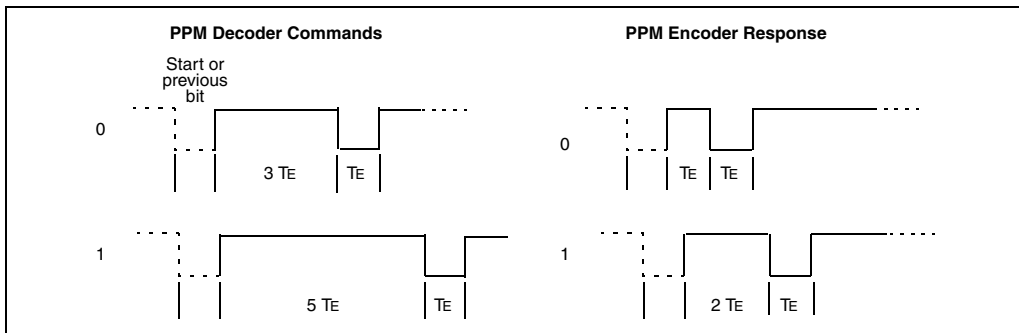 PPM Decoder Commands
PPM Encoder Response
Start or
previous
bit
0
3 TE
TE
0
TE
TE
1
5 TE
TE
1
2 TE
TE